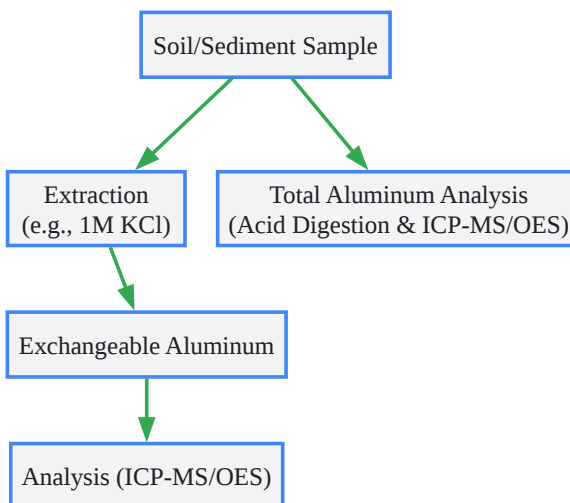 Soil/Sediment Sample
Extraction
(e.g., 1M KCl)
Total Aluminum Analysis
(Acid Digestion & ICP-MS/OES)
Exchangeable Aluminum
Analysis (ICP-MS/OES)